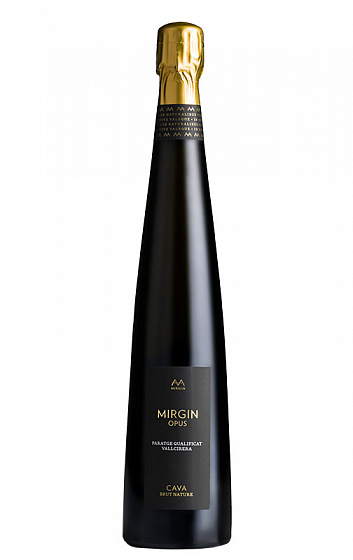 MIRGIN
MIRGIN
OPUS
PARATGE QUALIFICAT
VALLCIRERA
CAVA
BRUT NATURE